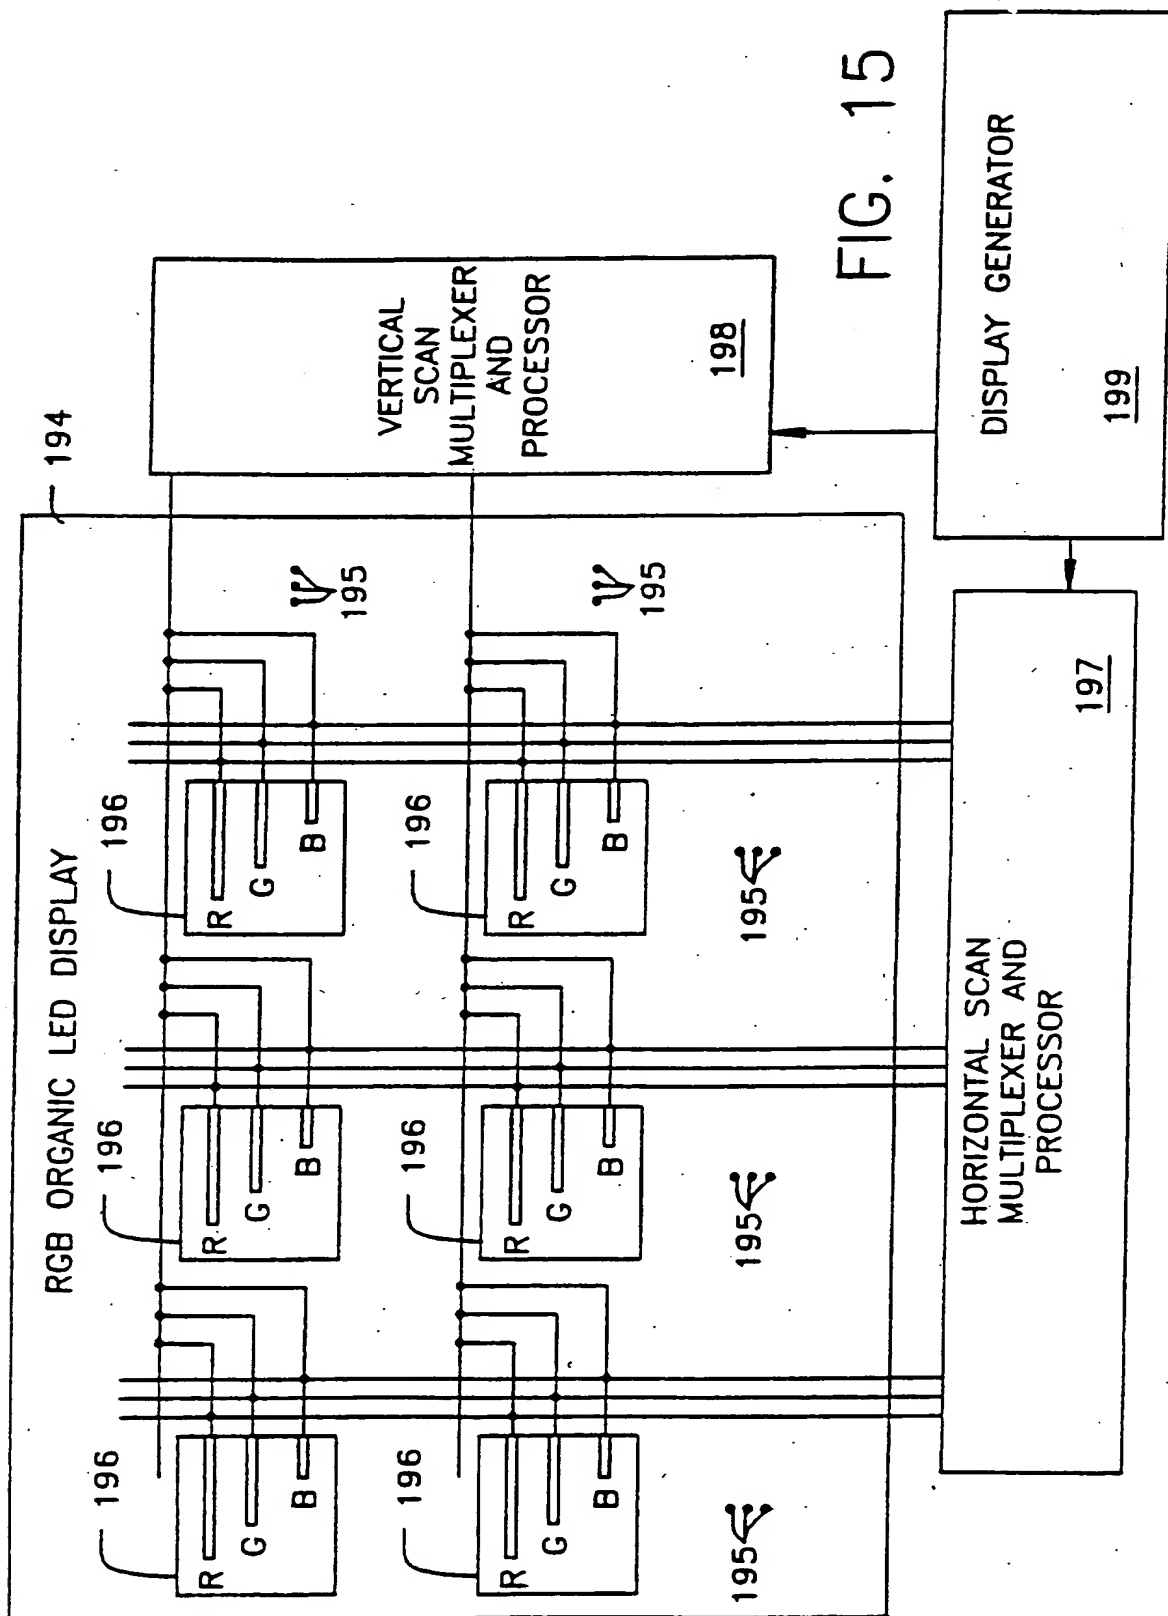 RGB ORGANIC LED DISPLAY
194
196
196
196
R
G
B
R
G
B
R
G
B
195
196
196
196
R
G
B
R
G
B
R
G
B
195
195
195
195
VERTICAL
SCAN
MULTIPLEXER
AND
PROCESSOR
198
HORIZONTAL SCAN
MULTIPLEXER AND
PROCESSOR
197
DISPLAY GENERATOR
199
FIG. 15